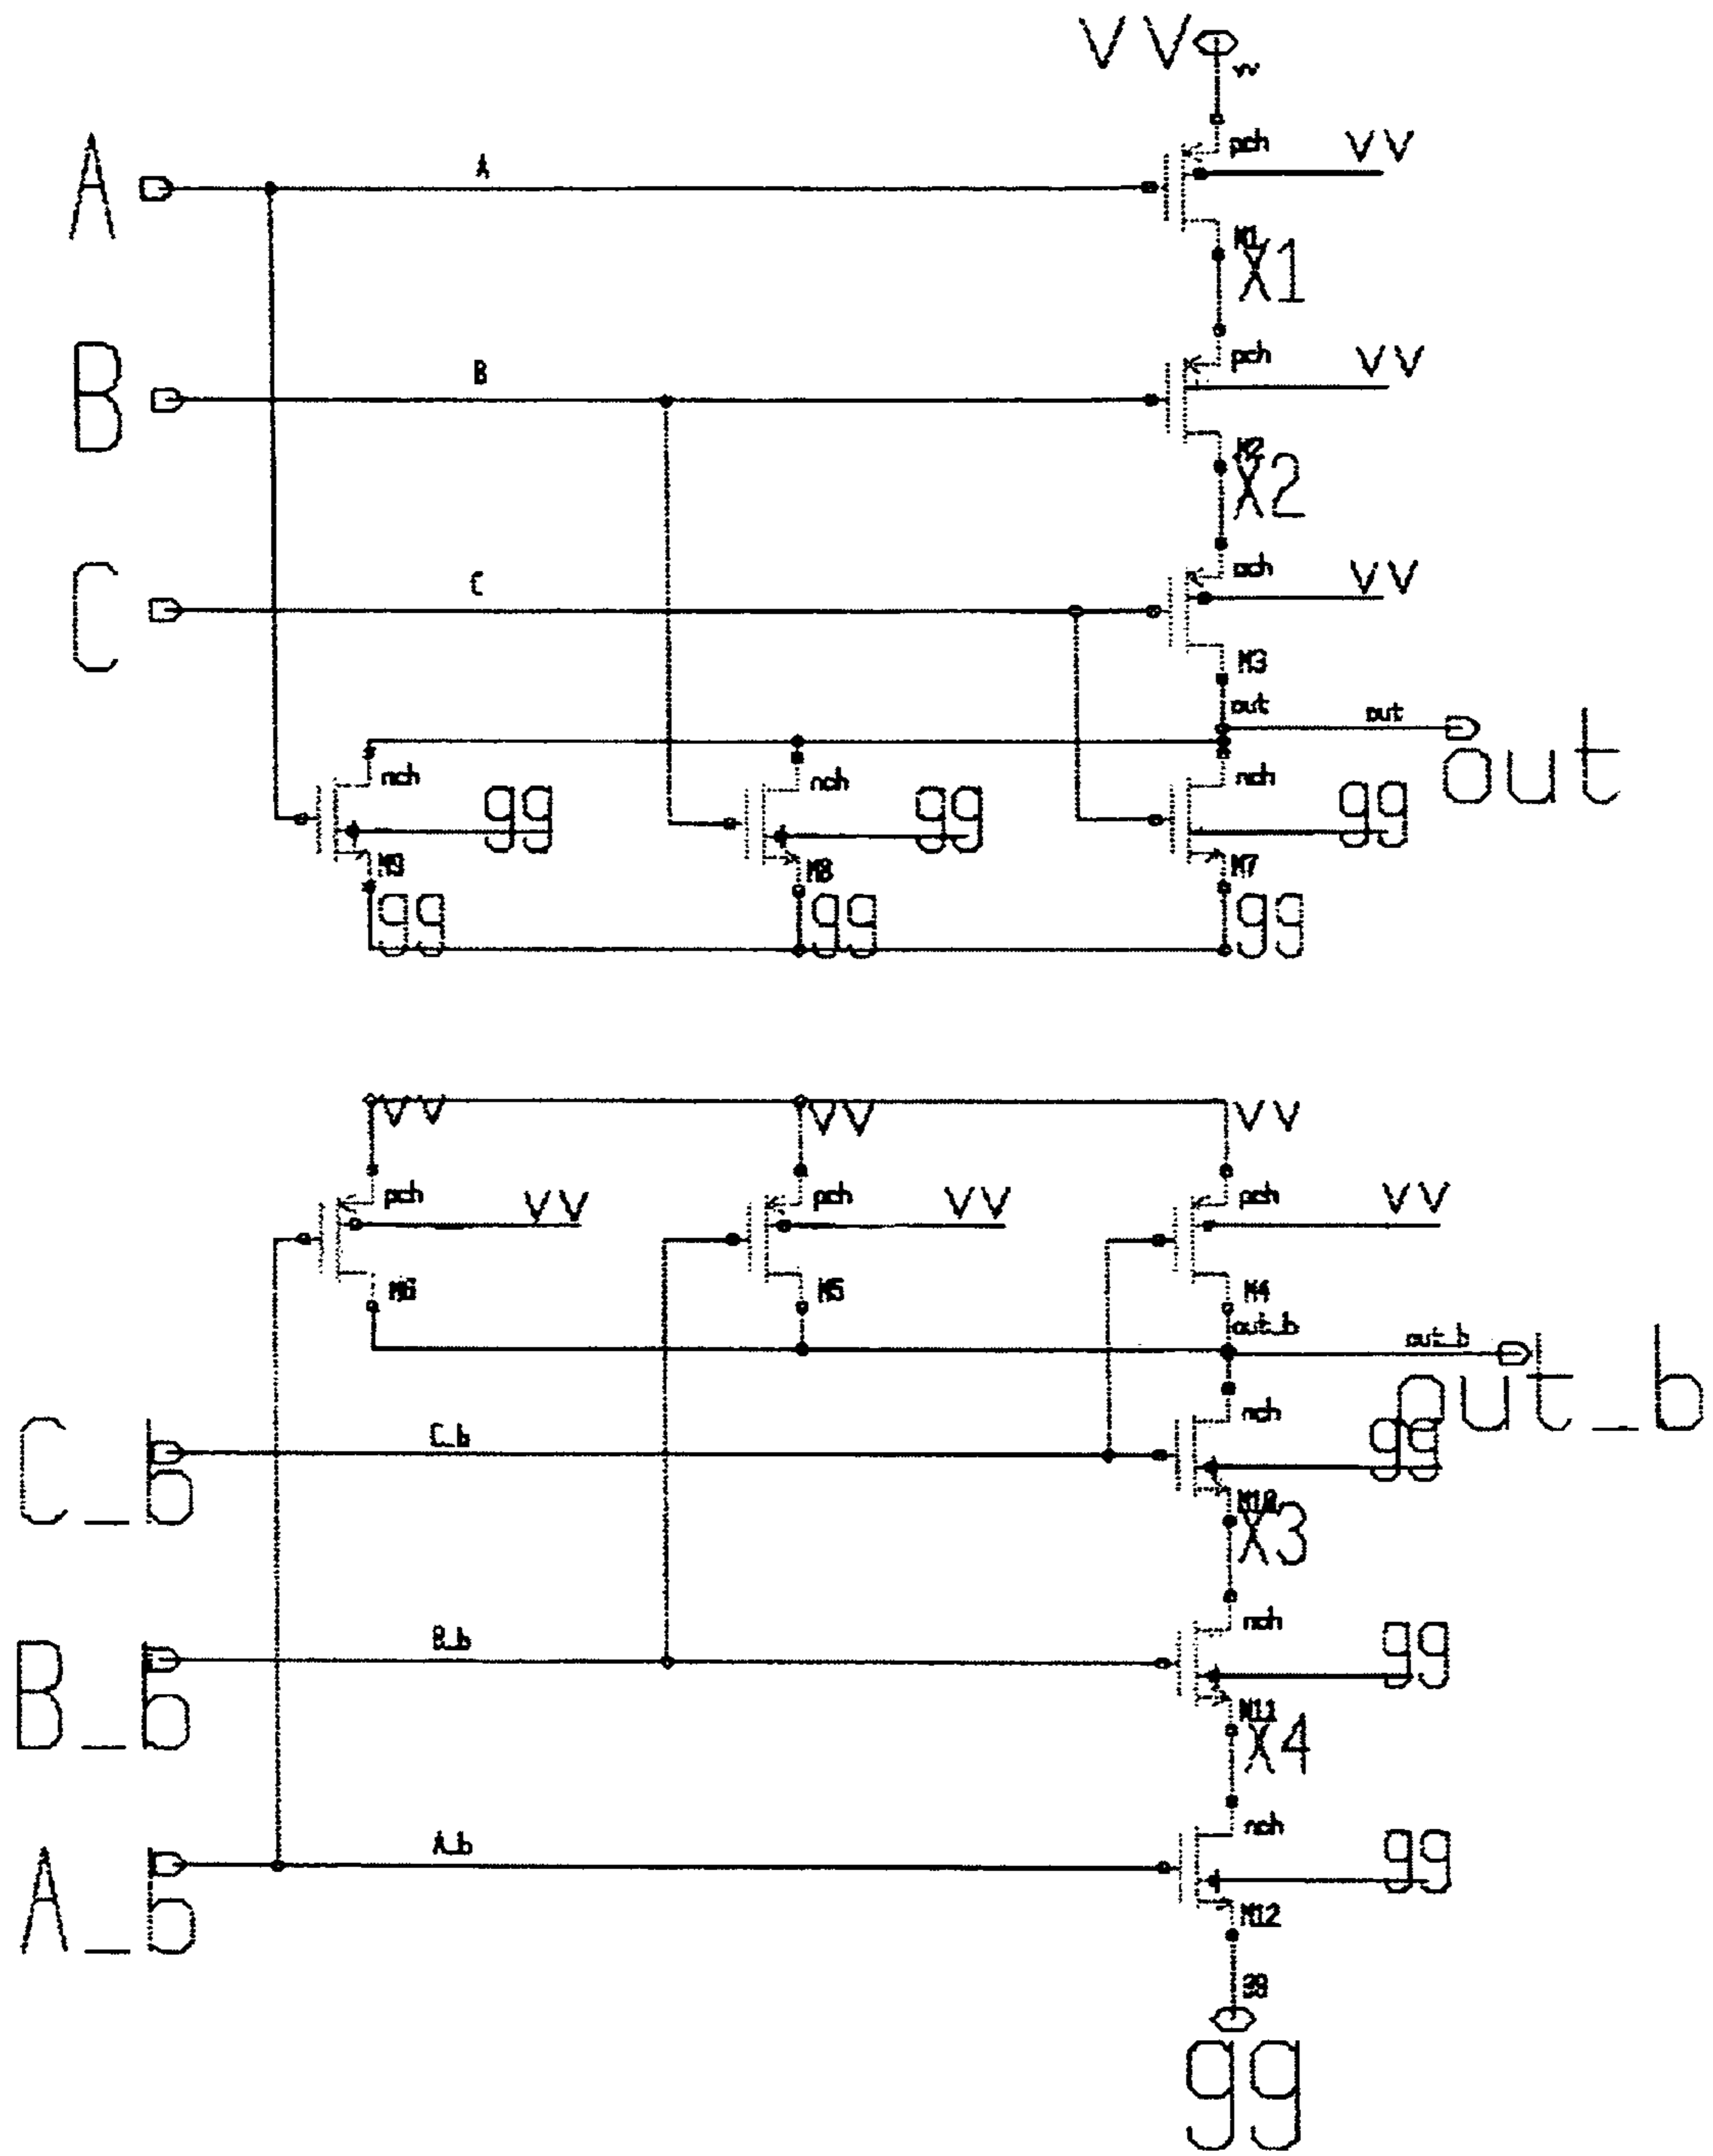 VV
vv
pch VV
A A
M1
X1
pch VV
B B
M2
X2
pch VV
C C
M3
out out
out
nch gg nch gg nch gg
M9 M8 M7
gg gg gg
VV VV VV
pch VV pch VV pch VV
M6 M5 M4
out_b out_b
out_b
nch gg
C_b C_b
M10
X3
nch gg
B_b B_b
M11
X4
nch gg
A_b A_b
M12
gg
gg